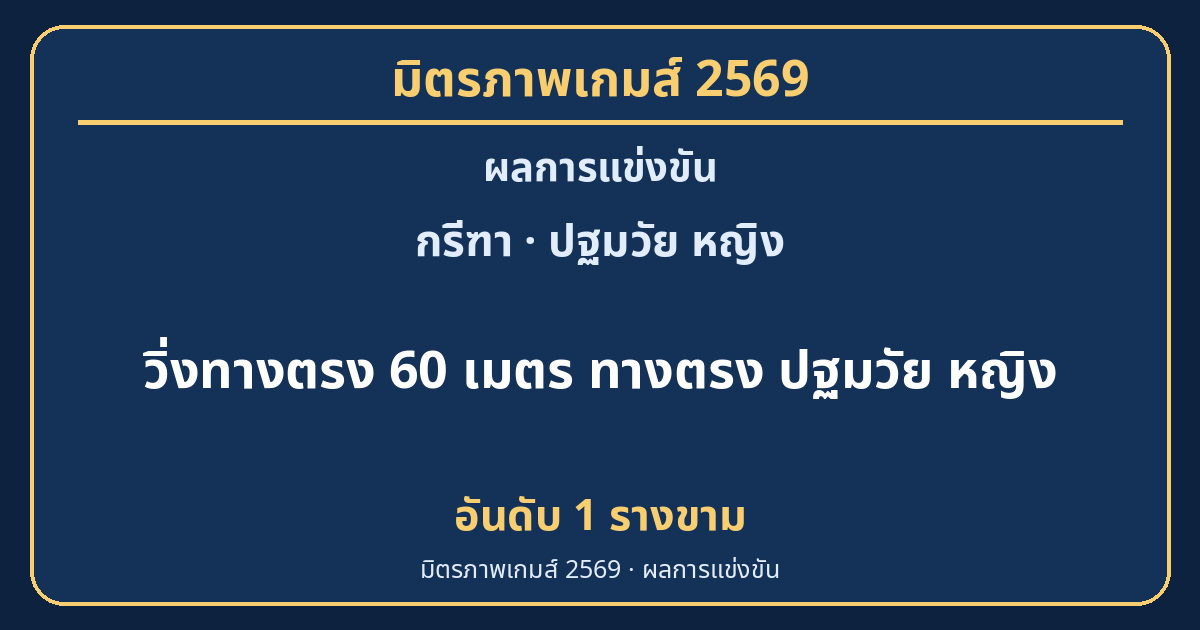 มิตรภาพเกมส์ 2569
ผลการแข่งขัน
กรีฑา · ปฐมวัย หญิง
วิ่งทางตรง 60 เมตร ทางตรง ปฐมวัย หญิง
อันดับ 1 รางขาม
มิตรภาพเกมส์ 2569 · ผลการแข่งขัน